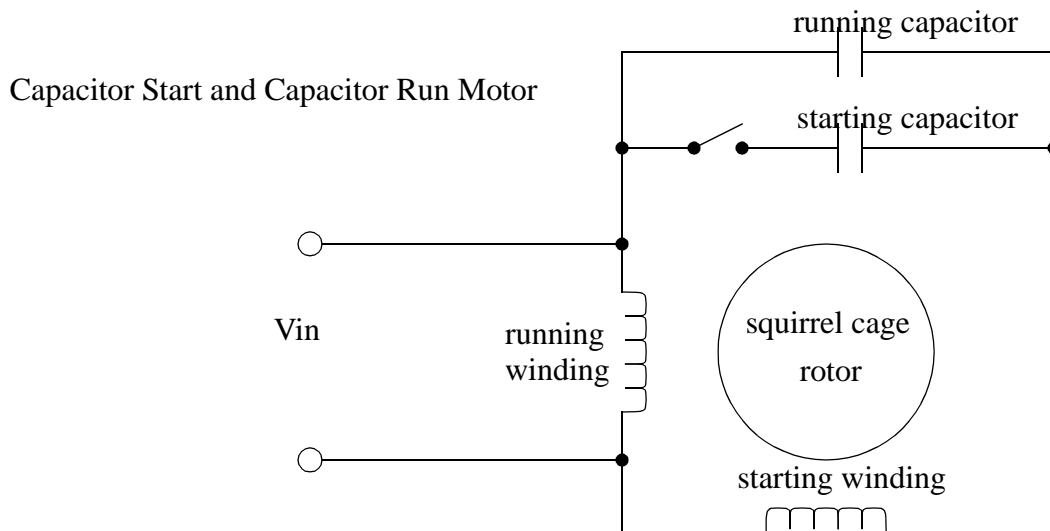 running capacitor
Capacitor Start and Capacitor Run Motor
starting capacitor
Vin
running
winding
squirrel cage
rotor
starting winding